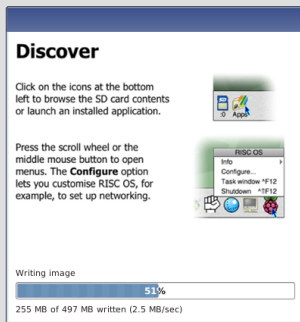 Discover
Click on the icons at the bottom
left to browse the SD card contents
or launch an installed application.
:0 Apps
Press the scroll wheel or the
middle mouse button to open
menus. The Configure option
lets you customise RISC OS, for
example, to set up networking.
RISC OS
Info
Configure...
Task window ^F12
Shutdown ^⇑F12
Writing image
51%
255 MB of 497 MB written (2.5 MB/sec)